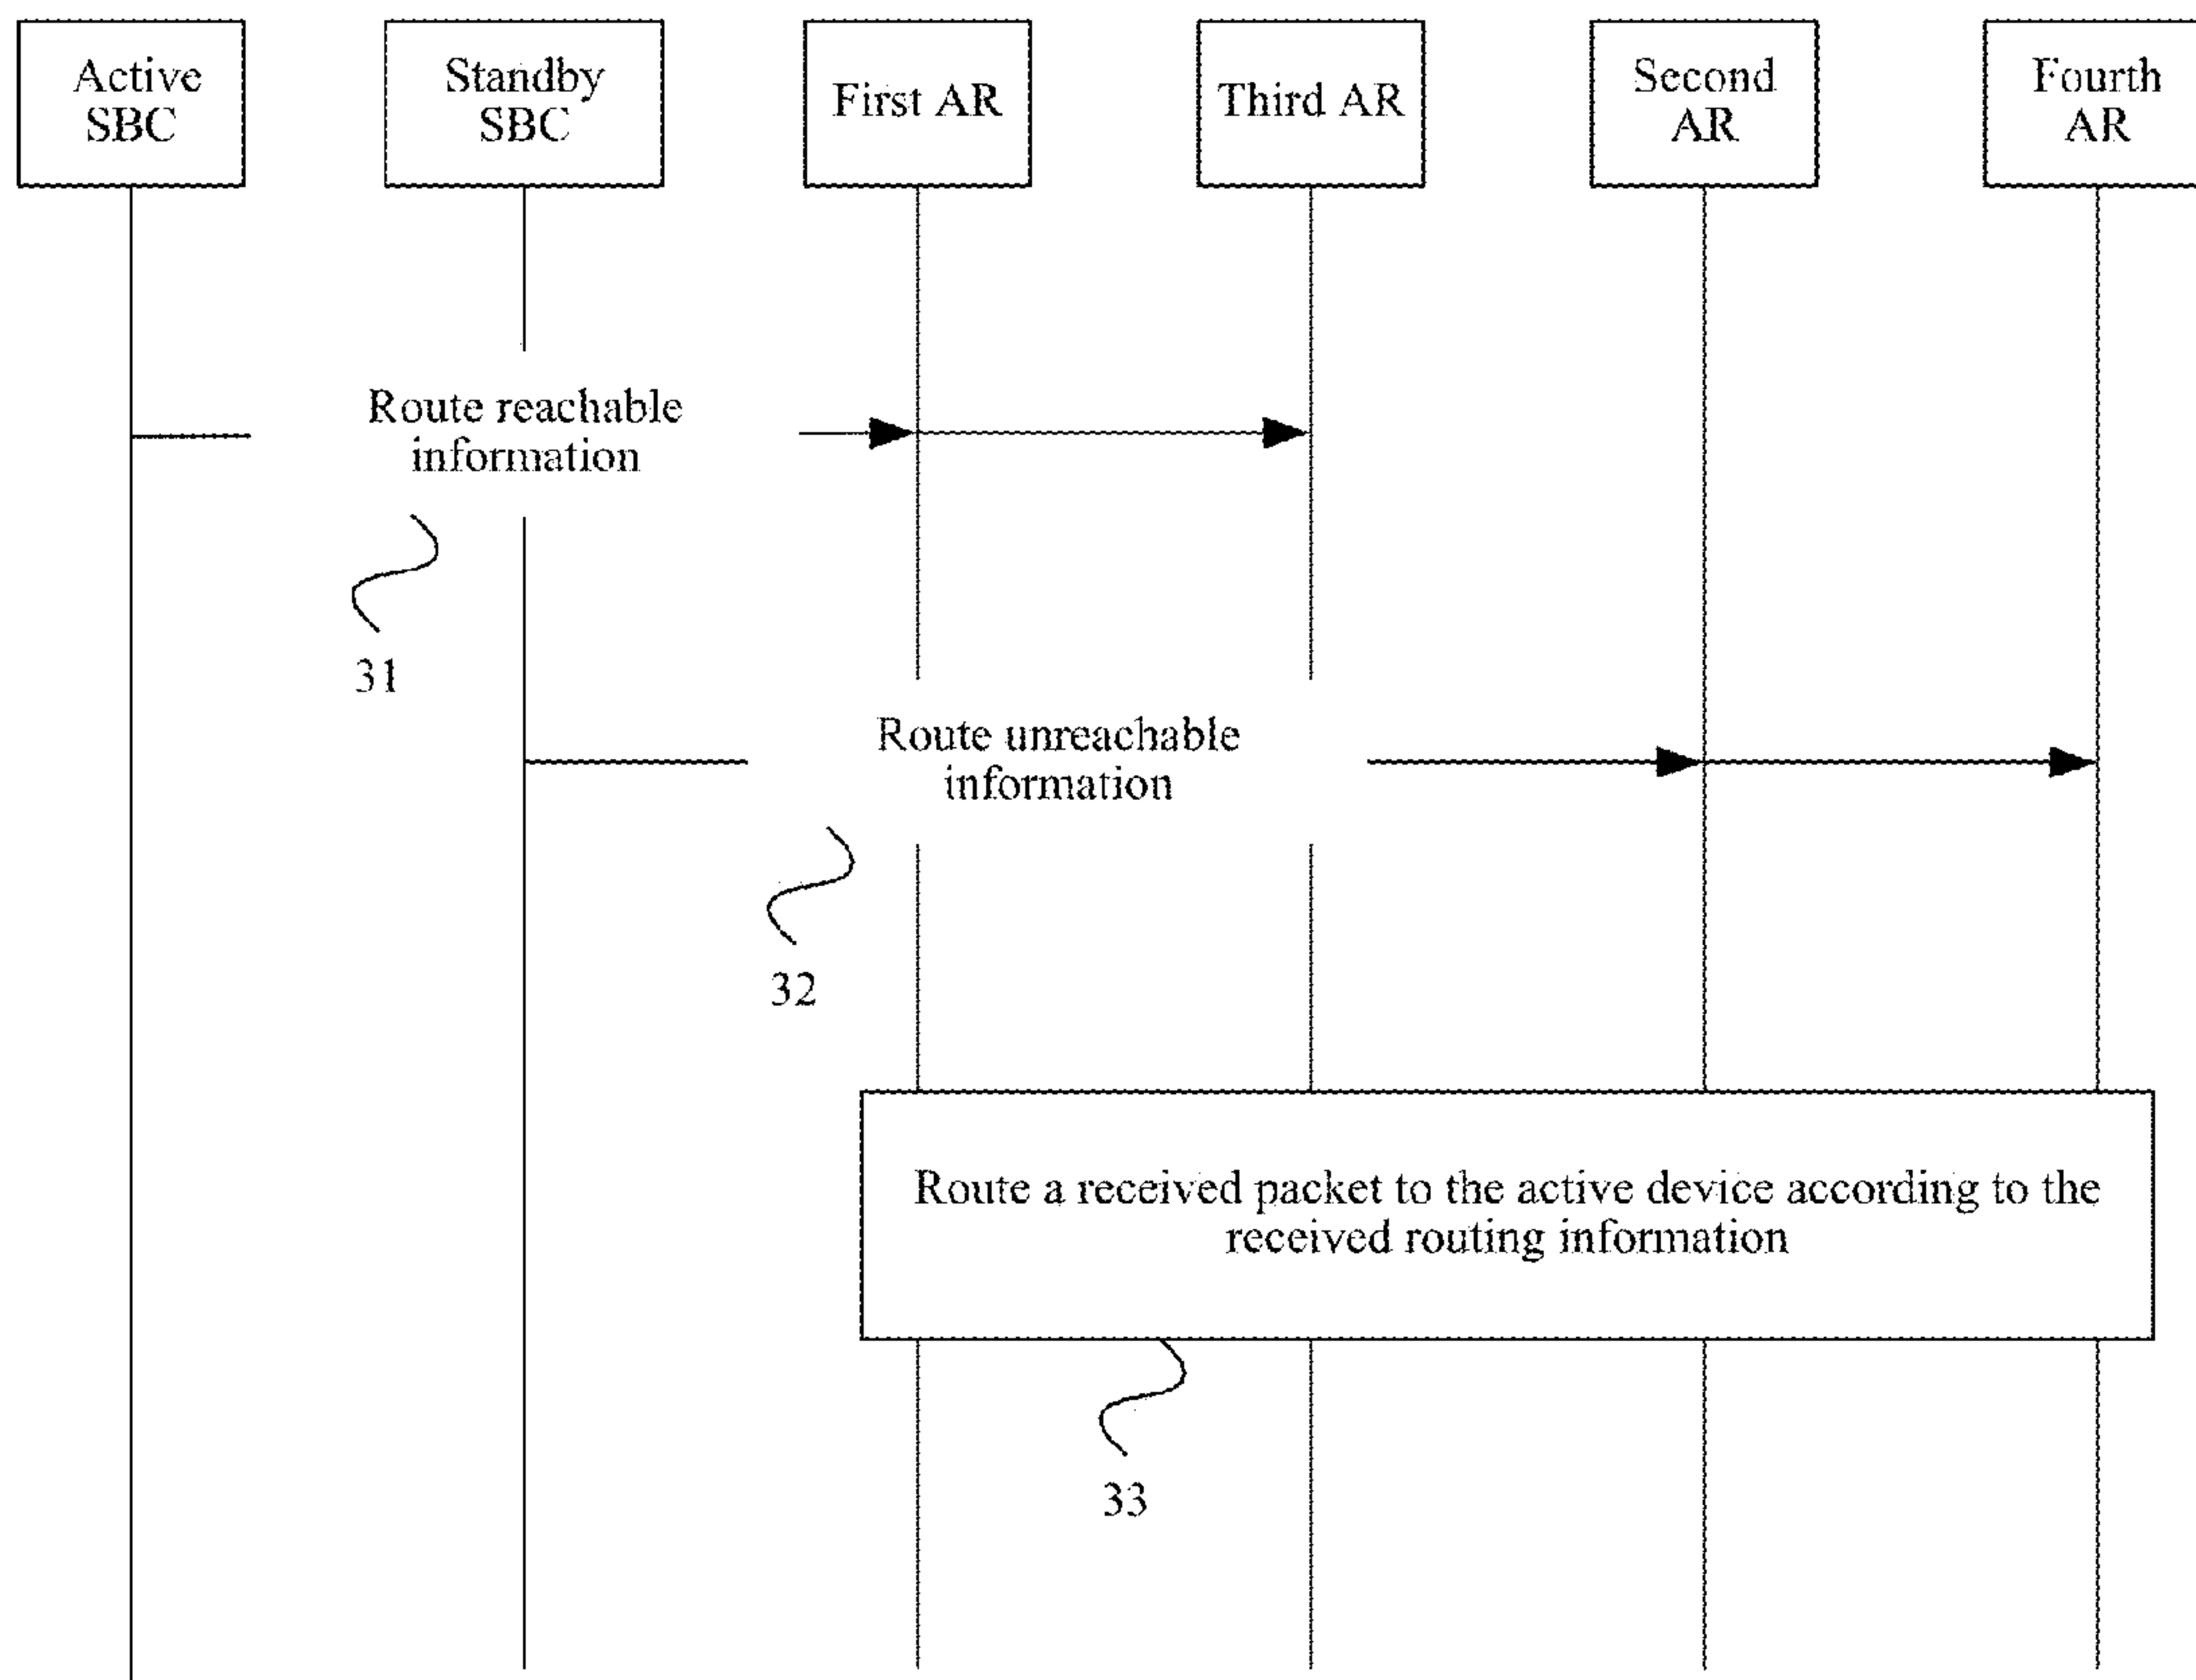 Active
SBC
Standby
SBC
First AR
Third AR
Second
AR
Fourth
AR
Route reachable
information
31
Route unreachable
information
32
Route a received packet to the active device according to the
received routing information
33